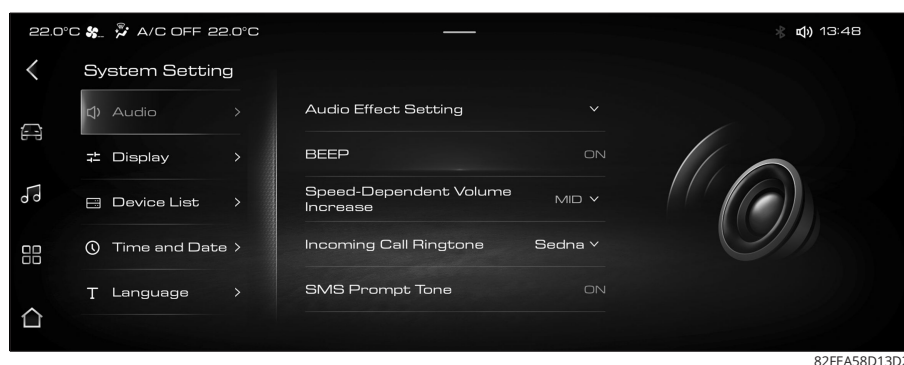 22.0°C A/C OFF 22.0°C 13:48
System Setting
Audio
Display
Device List
Time and Date
T Language
Audio Effect Setting
BEEP ON
Speed-Dependent Volume
Increase MID
Incoming Call Ringtone Sedna
SMS Prompt Tone ON